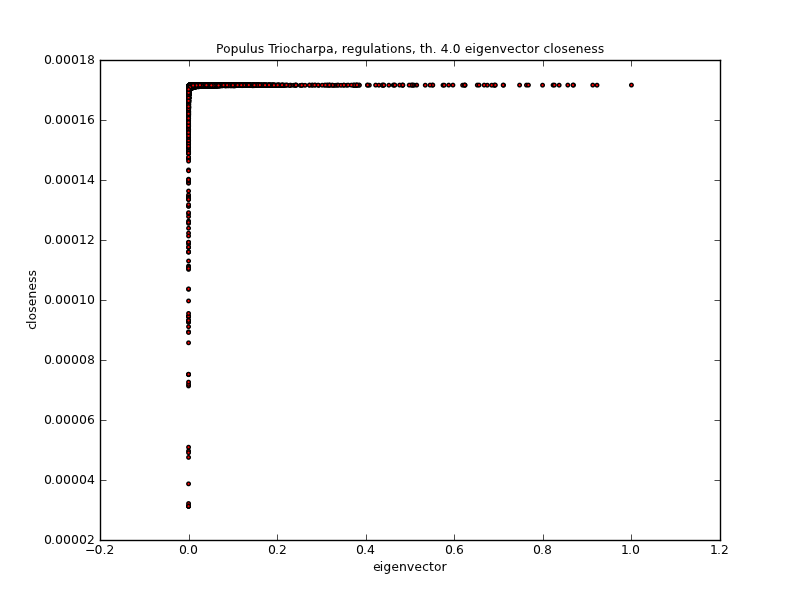 Populus Triocharpa, regulations, th. 4.0 eigenvector closeness
0.00018
0.00016
0.00014
0.00012
0.00010
0.00008
0.00006
0.00004
0.00002
closeness
−0.2 0.0 0.2 0.4 0.6 0.8 1.0 1.2
eigenvector